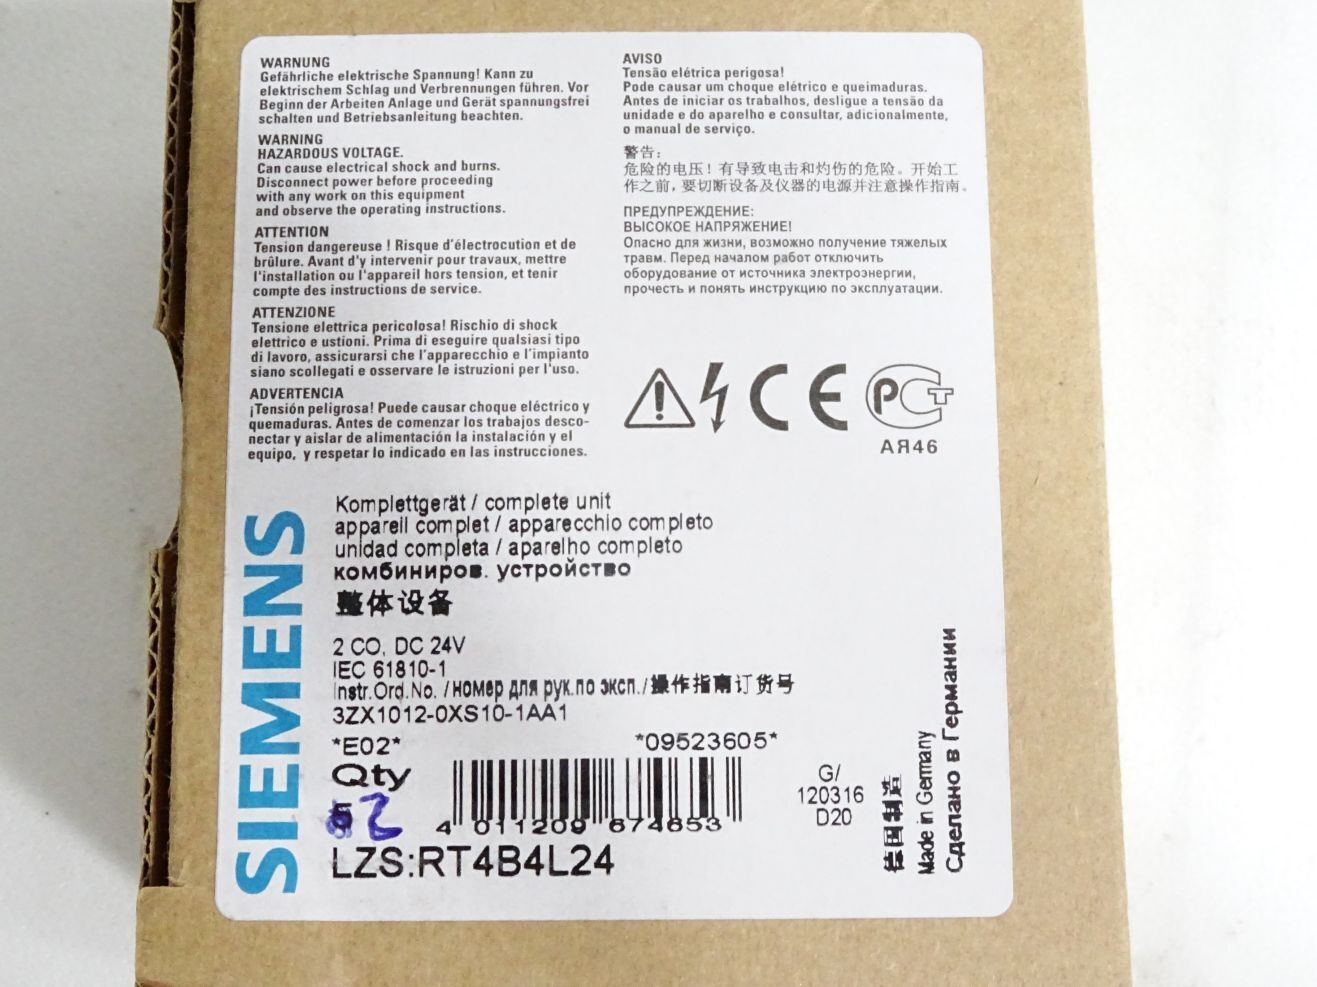 WARNUNG
Gefährliche elektrische Spannung! Kann zu
elektrischem Schlag und Verbrennungen führen. Vor
Beginn der Arbeiten Anlage und Gerät spannungsfrei
schalten und Betriebsanleitung beachten.
WARNING
HAZARDOUS VOLTAGE.
Can cause electrical shock and burns.
Disconnect power before proceeding
with any work on this equipment
and observe the operating instructions.
ATTENTION
Tension dangereuse ! Risque d'électrocution et de
brûlure. Avant d'y intervenir pour travaux, mettre
l'installation ou l'appareil hors tension, et tenir
compte des instructions de service.
ATTENZIONE
Tensione elettrica pericolosa! Rischio di shock
elettrico e ustioni. Prima di eseguire qualsiasi tipo
di lavoro, assicurarsi che l'apparecchio e l'impianto
siano scollegati e osservare le istruzioni per l'uso.
ADVERTENCIA
¡Tensión peligrosa! Puede causar choque eléctrico y
quemaduras. Antes de comenzar los trabajos desco-
nectar y aislar de alimentación la instalación y el
equipo, y respetar lo indicado en las instrucciones.
AVISO
Tensão elétrica perigosa!
Pode causar um choque elétrico e queimaduras.
Antes de iniciar os trabalhos, desligue a tensão da
unidade e do aparelho e consultar, adicionalmente,
o manual de serviço.
警告:
危险的电压! 有导致电击和灼伤的危险。开始工
作之前, 要切断设备及仪器的电源并注意操作指南。
ПРЕДУПРЕЖДЕНИЕ:
ВЫСОКОЕ НАПРЯЖЕНИЕ!
Опасно для жизни, возможно получение тяжелых
травм. Перед началом работ отключить
оборудование от источника электроэнергии,
прочесть и понять инструкцию по эксплуатации.
CE
РСТ
АЯ46
SIEMENS
Komplettgerät / complete unit
appareil complet / apparecchio completo
unidad completa / aparelho completo
комбиниров. устройство
整体设备
2 CO, DC 24V
IEC 61810-1
Instr.Ord.No. /номер для рук.по эксп./操作指南订货号
3ZX1012-0XS10-1AA1
*E02* *09523605*
Qty
5 2
4 011209 674653
LZS:RT4B4L24
G/
120316
D20
德国制造
Made in Germany
Сделано в Германии